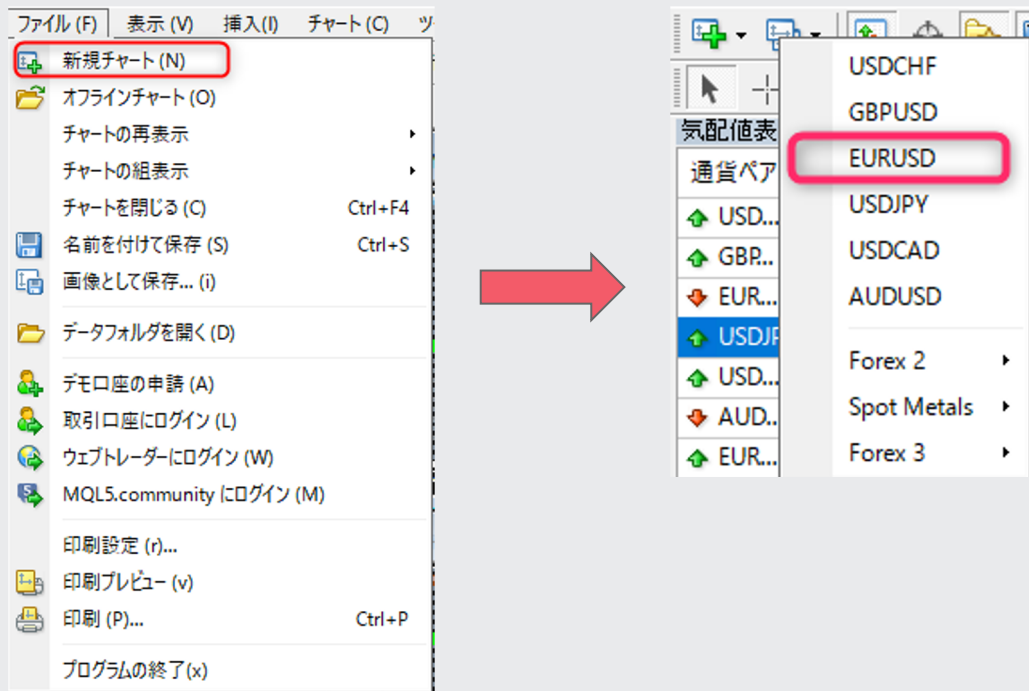 ファイル (F) 表示 (V) 挿入(I) チャート (C) ツ
新規チャート (N)
オフラインチャート (O)
チャートの再表示
チャートの組表示
チャートを閉じる (C) Ctrl+F4
名前を付けて保存 (S) Ctrl+S
画像として保存... (i)
データフォルダを開く (D)
デモ口座の申請 (A)
取引口座にログイン (L)
ウェブトレーダーにログイン (W)
MQL5.community にログイン (M)
印刷設定 (r)...
印刷プレビュー (v)
印刷 (P)... Ctrl+P
プログラムの終了(x)
気配値表
通貨ペア
USD...
GBP...
EUR...
USDJP
USD...
AUD...
EUR...
USDCHF
GBPUSD
EURUSD
USDJPY
USDCAD
AUDUSD
Forex 2
Spot Metals
Forex 3